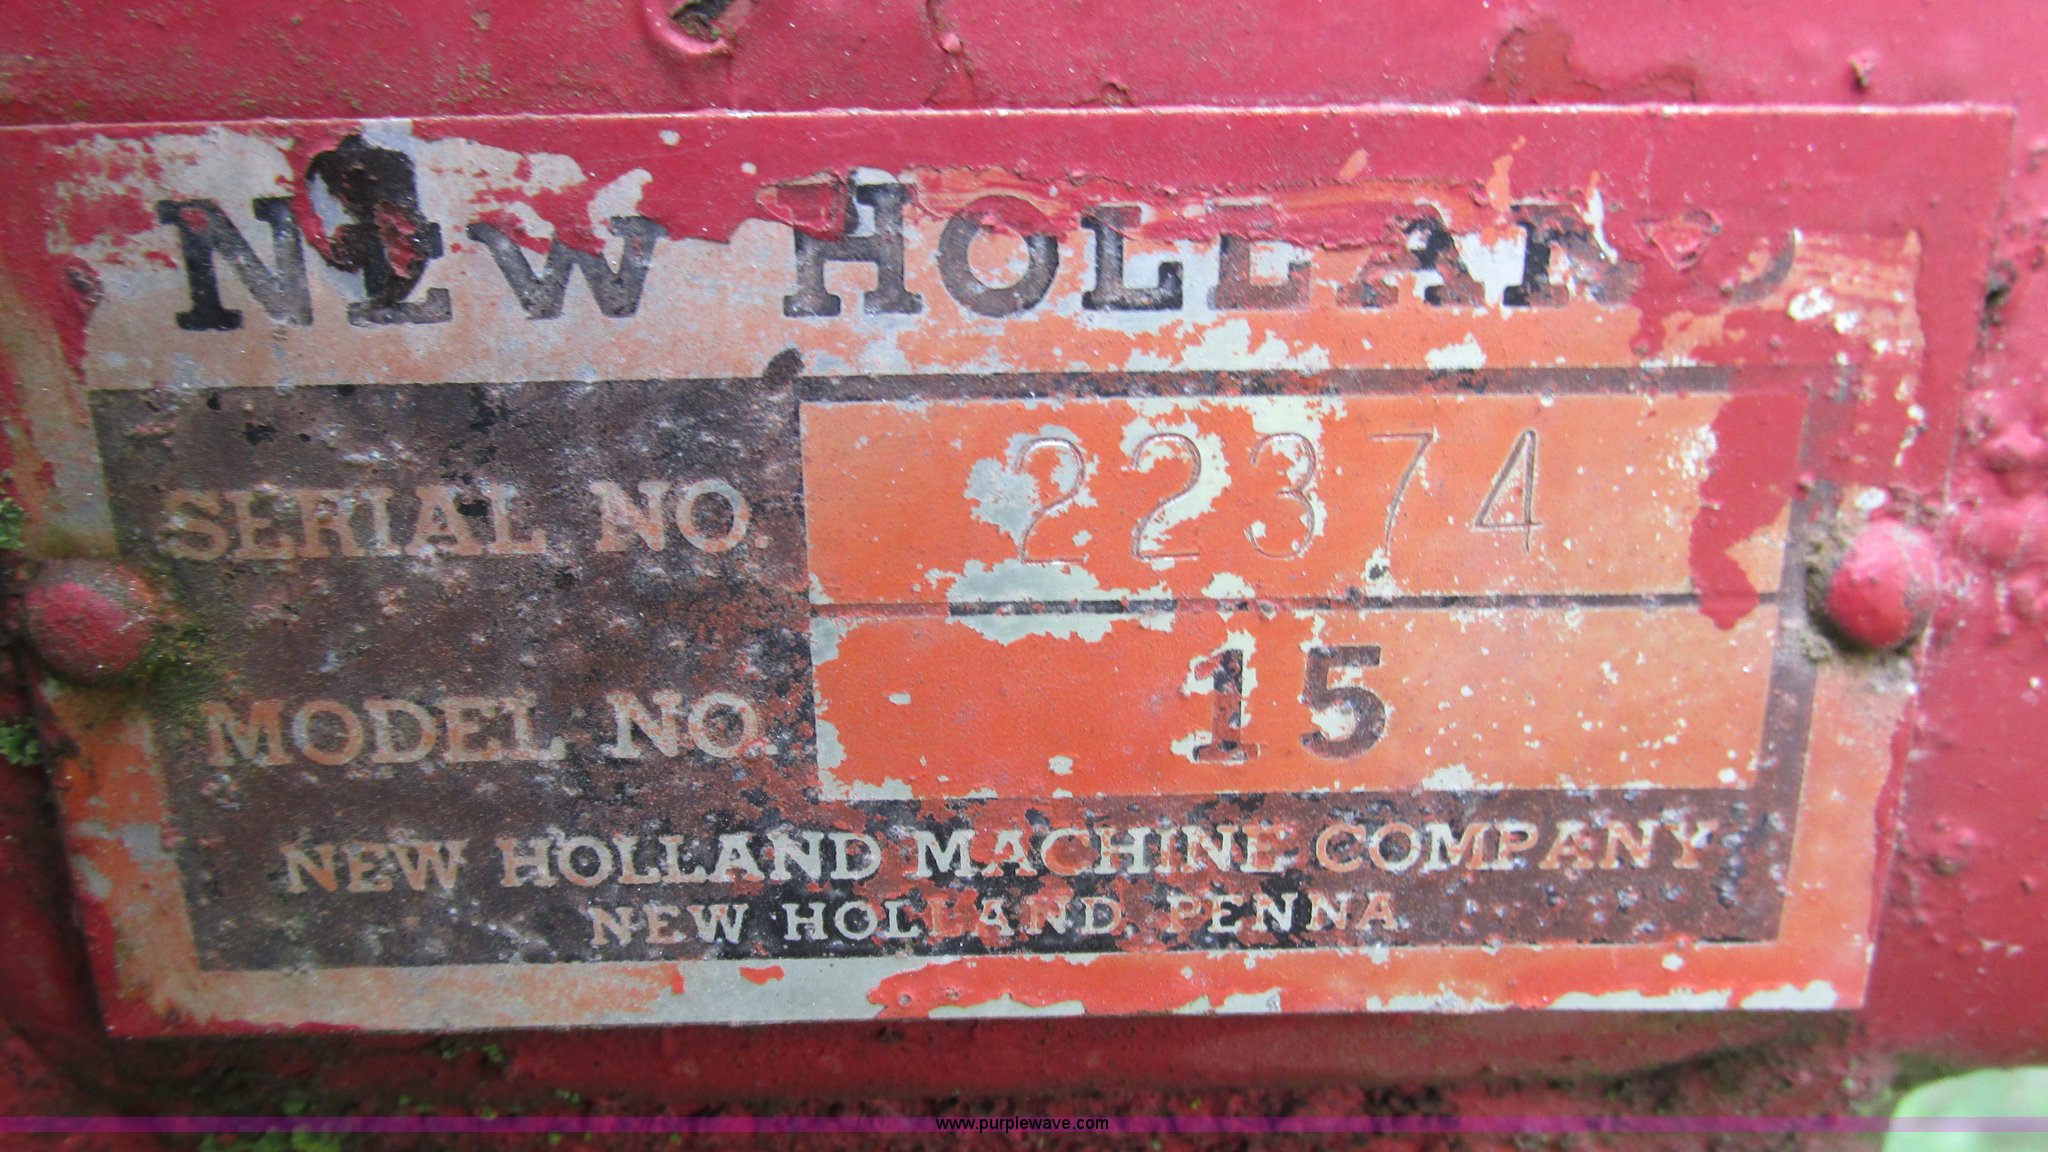 NEW HOLLAND
SERIAL NO. 22374
MODEL NO. 15
NEW HOLLAND MACHINE COMPANY
NEW HOLLAND, PENNA
www.purplewave.com